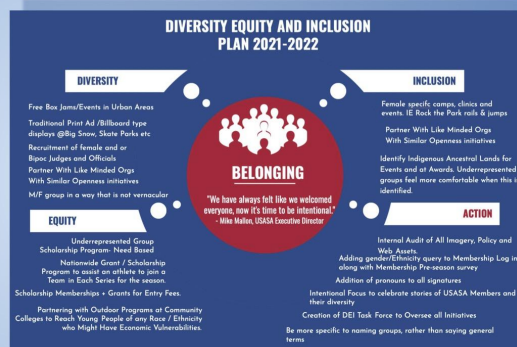 DIVERSITY EQUITY AND INCLUSION
PLAN 2021-2022
DIVERSITY
Free Box Jams/Events in Urban Areas
Traditional Print Ad /Billboard type
displays @Big Snow, Skate Parks etc
Recruitment of female and or
Bipoc Judges and Officials
Partner With Like Minded Orgs
With Similar Openness initiatives
M/F group in a way that is not vernacular
EQUITY
Underrepresented Group
Scholarship Program- Need Based
Nationwide Grant / Scholarship
Program to assist an athlete to join a
Team in Each Series for the season.
Scholarship Memberships + Grants for Entry Fees.
Partnering with Outdoor Programs at Community
Colleges to Reach Young People of any Race / Ethnicity
who Might Have Economic Vulnerabilities.
BELONGING
"We have always felt like we welcomed
everyone, now it's time to be intentional."
- Mike Mallon, USASA Executive Director
INCLUSION
Female specifc camps, clinics and
events. IE Rock the Park rails & jumps
Partner With Like Minded Orgs
With Similar Openness initiatives
Identify Indigenous Ancestral Lands for
Events and at Awards. Underrepresented
groups feel more comfortable when this is
identified.
ACTION
Internal Audit of All Imagery, Policy and
Web Assets.
Adding gender/Ethnicity query to Membership Log in
along with Membership Pre-season survey
Addition of pronouns to all signatures
Intentional Focus to celebrate stories of USASA Members and
their diversity
Creation of DEI Task Force to Oversee all Initiatives
Be more specific to naming groups, rather than saying general
terms